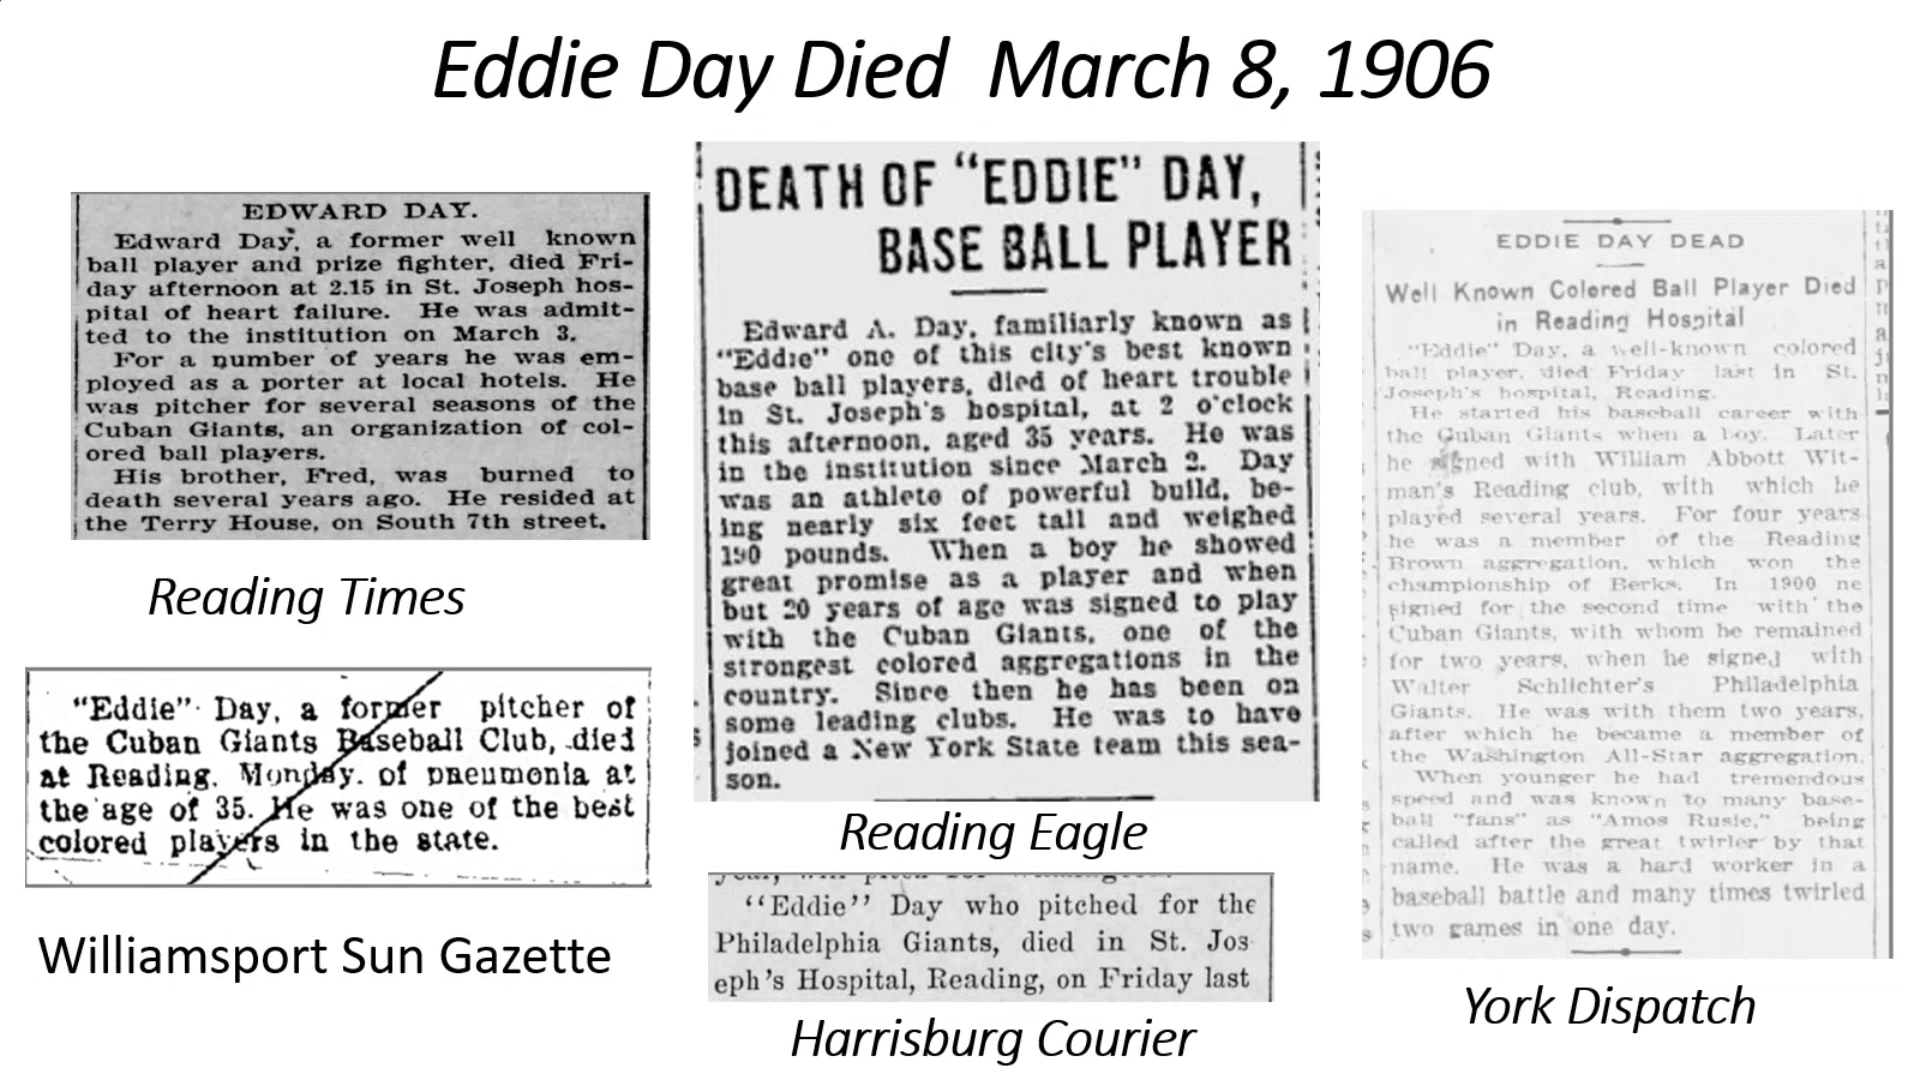 Eddie Day Died March 8, 1906
EDWARD DAY.
Edward Day, a former well known
ball player and prize fighter, died Fri-
day afternoon at 2.15 in St. Joseph hos-
pital of heart failure. He was admit-
ted to the institution on March 3.
For a number of years he was em-
ployed as a porter at local hotels. He
was pitcher for several seasons of the
Cuban Giants, an organization of col-
ored ball players.
His brother, Fred, was burned to
death several years ago. He resided at
the Terry House, on South 7th street.
Reading Times
"Eddie" Day, a former pitcher of
the Cuban Giants Baseball Club, died
at Reading, Monday, of pneumonia at
the age of 35. He was one of the best
colored players in the state.
Williamsport Sun Gazette
DEATH OF "EDDIE" DAY,
BASE BALL PLAYER
Edward A. Day, familiarly known as
"Eddie" one of this city's best known
base ball players, died of heart trouble
in St. Joseph's hospital, at 2 o'clock
this afternoon, aged 35 years. He was
in the institution since March 2. Day
was an athlete of powerful build, be-
ing nearly six feet tall and weighed
190 pounds. When a boy he showed
great promise as a player and when
but 20 years of age was signed to play
with the Cuban Giants, one of the
strongest colored aggregations in the
country. Since then he has been on
some leading clubs. He was to have
joined a New York State team this sea-
son.
Reading Eagle
"Eddie" Day who pitched for the
Philadelphia Giants, died in St. Jos-
eph's Hospital, Reading, on Friday last
Harrisburg Courier
EDDIE DAY DEAD
Well Known Colored Ball Player Died
in Reading Hospital
"Eddie" Day, a well-known colored
ball player, died Friday last in St.
Joseph's hospital, Reading.
He started his baseball career with
the Cuban Giants when a boy. Later
he signed with William Abbott Wit-
man's Reading club, with which he
played several years. For four years
he was a member of the Reading
Brown aggregation, which won the
championship of Berks. In 1900 he
signed for the second time with the
Cuban Giants, with whom he remained
for two years, when he signed with
Walter Schlichter's Philadelphia
Giants. He was with them two years,
after which he became a member of
the Washington All-Star aggregation.
When younger he had tremendous
speed and was known to many base-
ball "fans" as "Amos Rusie," being
called after the great twirler by that
name. He was a hard worker in a
baseball battle and many times twirled
two games in one day.
York Dispatch